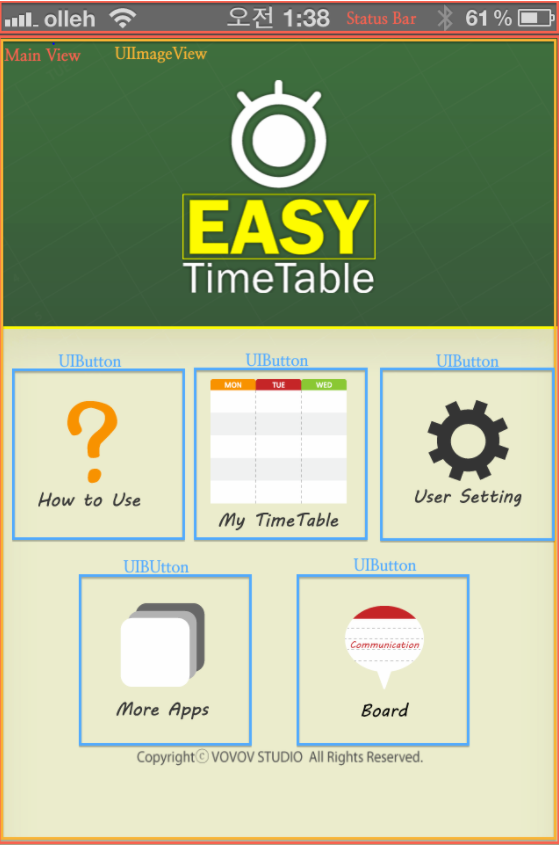 olleh 오전 1:38 Status Bar 61%
Main View UIImageView
EASY
TimeTable
UIButton UIButton UIButton
MON TUE WED
How to Use My TimeTable User Setting
UIBUtton UIButton
Communication
More Apps Board
Copyrightⓒ VOVOV STUDIO All Rights Reserved.